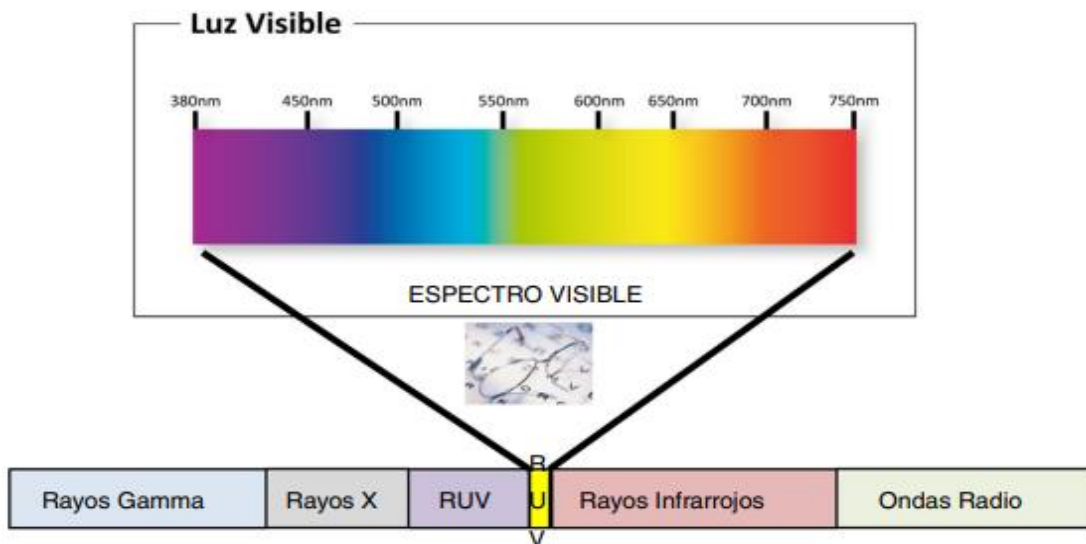 Luz Visible
380nm 450nm 500nm 550nm 600nm 650nm 700nm 750nm
ESPECTRO VISIBLE
Rayos Gamma Rayos X RUV RUV Rayos Infrarrojos Ondas Radio